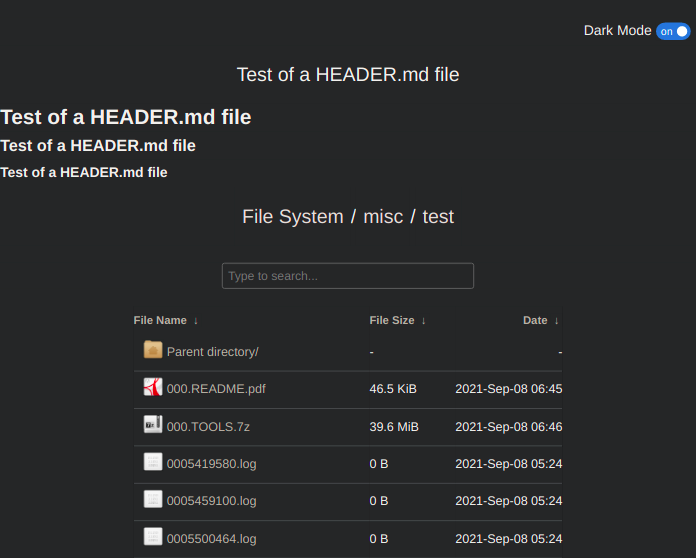 Dark Mode on
Test of a HEADER.md file
Test of a HEADER.md file
Test of a HEADER.md file
Test of a HEADER.md file
File System / misc / test
Type to search...
File Name ↓ File Size ↓ Date ↓
Parent directory/ - -
000.README.pdf 46.5 KiB 2021-Sep-08 06:45
000.TOOLS.7z 39.6 MiB 2021-Sep-08 06:46
0005419580.log 0 B 2021-Sep-08 05:24
0005459100.log 0 B 2021-Sep-08 05:24
0005500464.log 0 B 2021-Sep-08 05:24